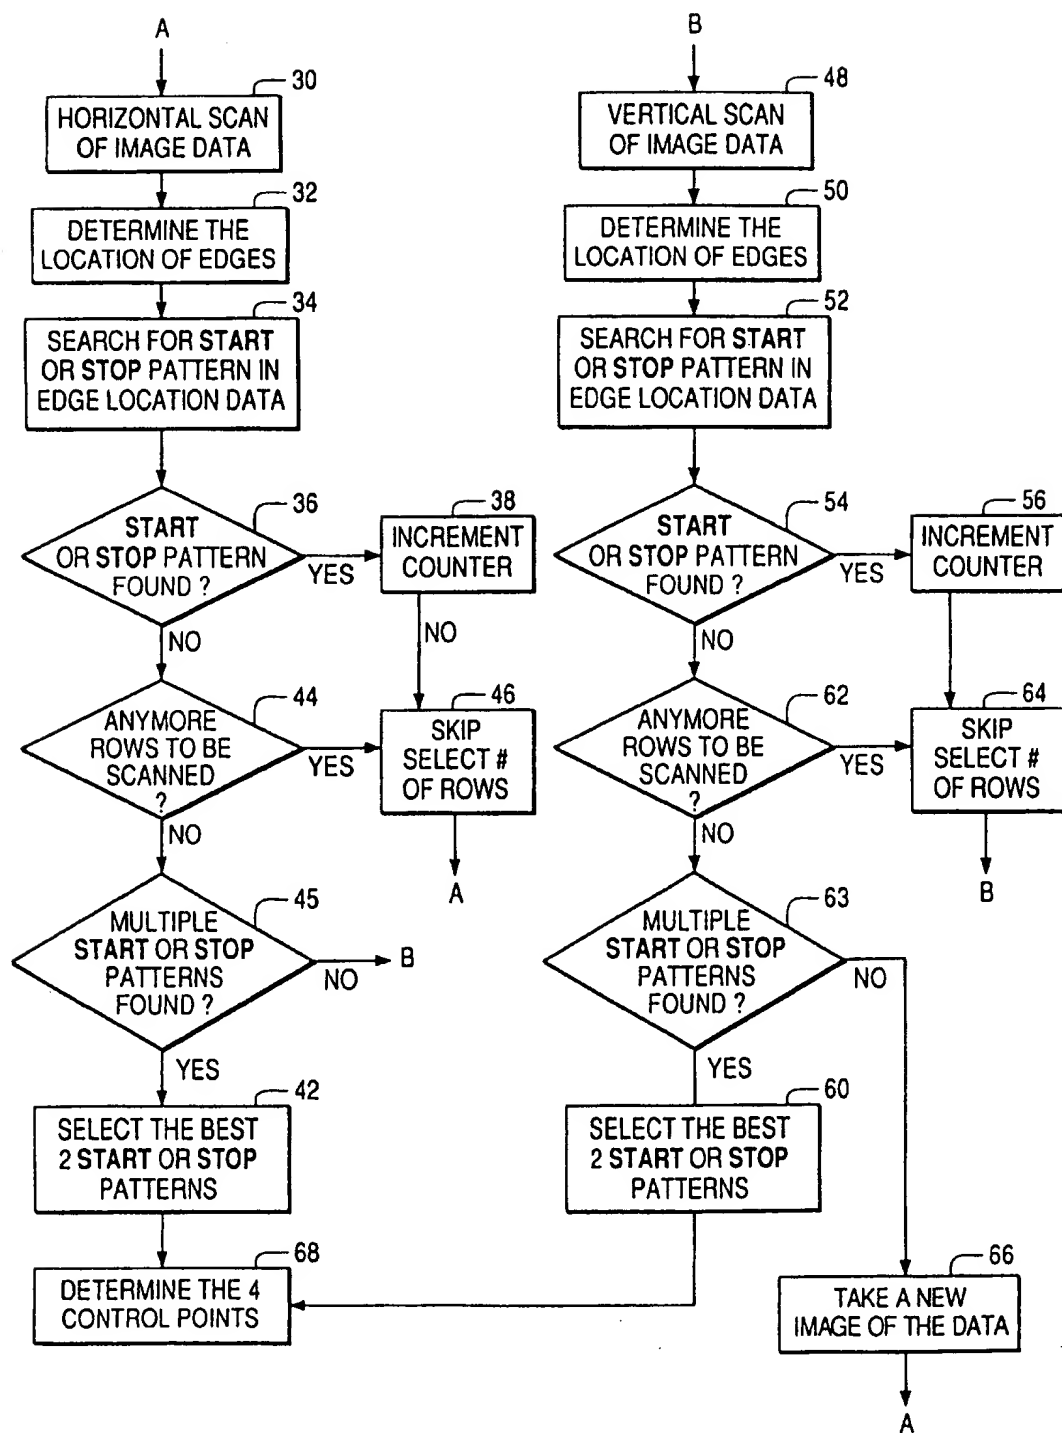 A
30
HORIZONTAL SCAN
OF IMAGE DATA
32
DETERMINE THE
LOCATION OF EDGES
34
SEARCH FOR START
OR STOP PATTERN IN
EDGE LOCATION DATA
36
START
OR STOP PATTERN
FOUND ?
YES
38
INCREMENT
COUNTER
NO
NO
44
ANYMORE
ROWS TO BE
SCANNED
?
YES
46
SKIP
SELECT #
OF ROWS
A
NO
45
MULTIPLE
START OR STOP
PATTERNS
FOUND ?
NO
B
YES
42
SELECT THE BEST
2 START OR STOP
PATTERNS
68
DETERMINE THE 4
CONTROL POINTS
B
48
VERTICAL SCAN
OF IMAGE DATA
50
DETERMINE THE
LOCATION OF EDGES
52
SEARCH FOR START
OR STOP PATTERN IN
EDGE LOCATION DATA
54
START
OR STOP PATTERN
FOUND ?
YES
56
INCREMENT
COUNTER
NO
62
ANYMORE
ROWS TO BE
SCANNED
?
YES
64
SKIP
SELECT #
OF ROWS
B
NO
63
MULTIPLE
START OR STOP
PATTERNS
FOUND ?
NO
YES
60
SELECT THE BEST
2 START OR STOP
PATTERNS
66
TAKE A NEW
IMAGE OF THE DATA
A